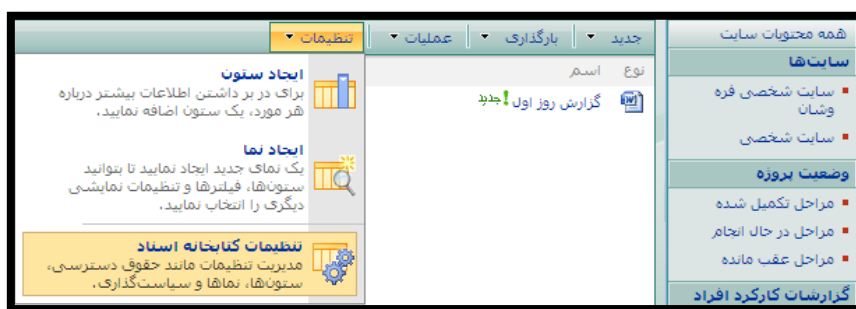 همه محتویات سایت
سایت‌ها
سایت شخصی فره
وشان
سایت شخصی
وضعیت پروژه
مراحل تکمیل شده
مراحل در حال انجام
مراحل عقب مانده
گزارشات کارکرد افراد
جدید بارگذاری عملیات تنظیمات
نوع اسم
گزارش روز اول ! جدید
ایجاد ستون
برای در بر داشتن اطلاعات بیشتر درباره
هر مورد، یک ستون اضافه نمایید.
ایجاد نما
یک نمای جدید ایجاد نمایید تا بتوانید
ستون‌ها، فیلترها و تنظیمات نمایشی
دیگری را انتخاب نمایید.
تنظیمات کتابخانه اسناد
مدیریت تنظیمات مانند حقوق دسترسی،
ستون‌ها، نماها و سیاست‌گذاری.